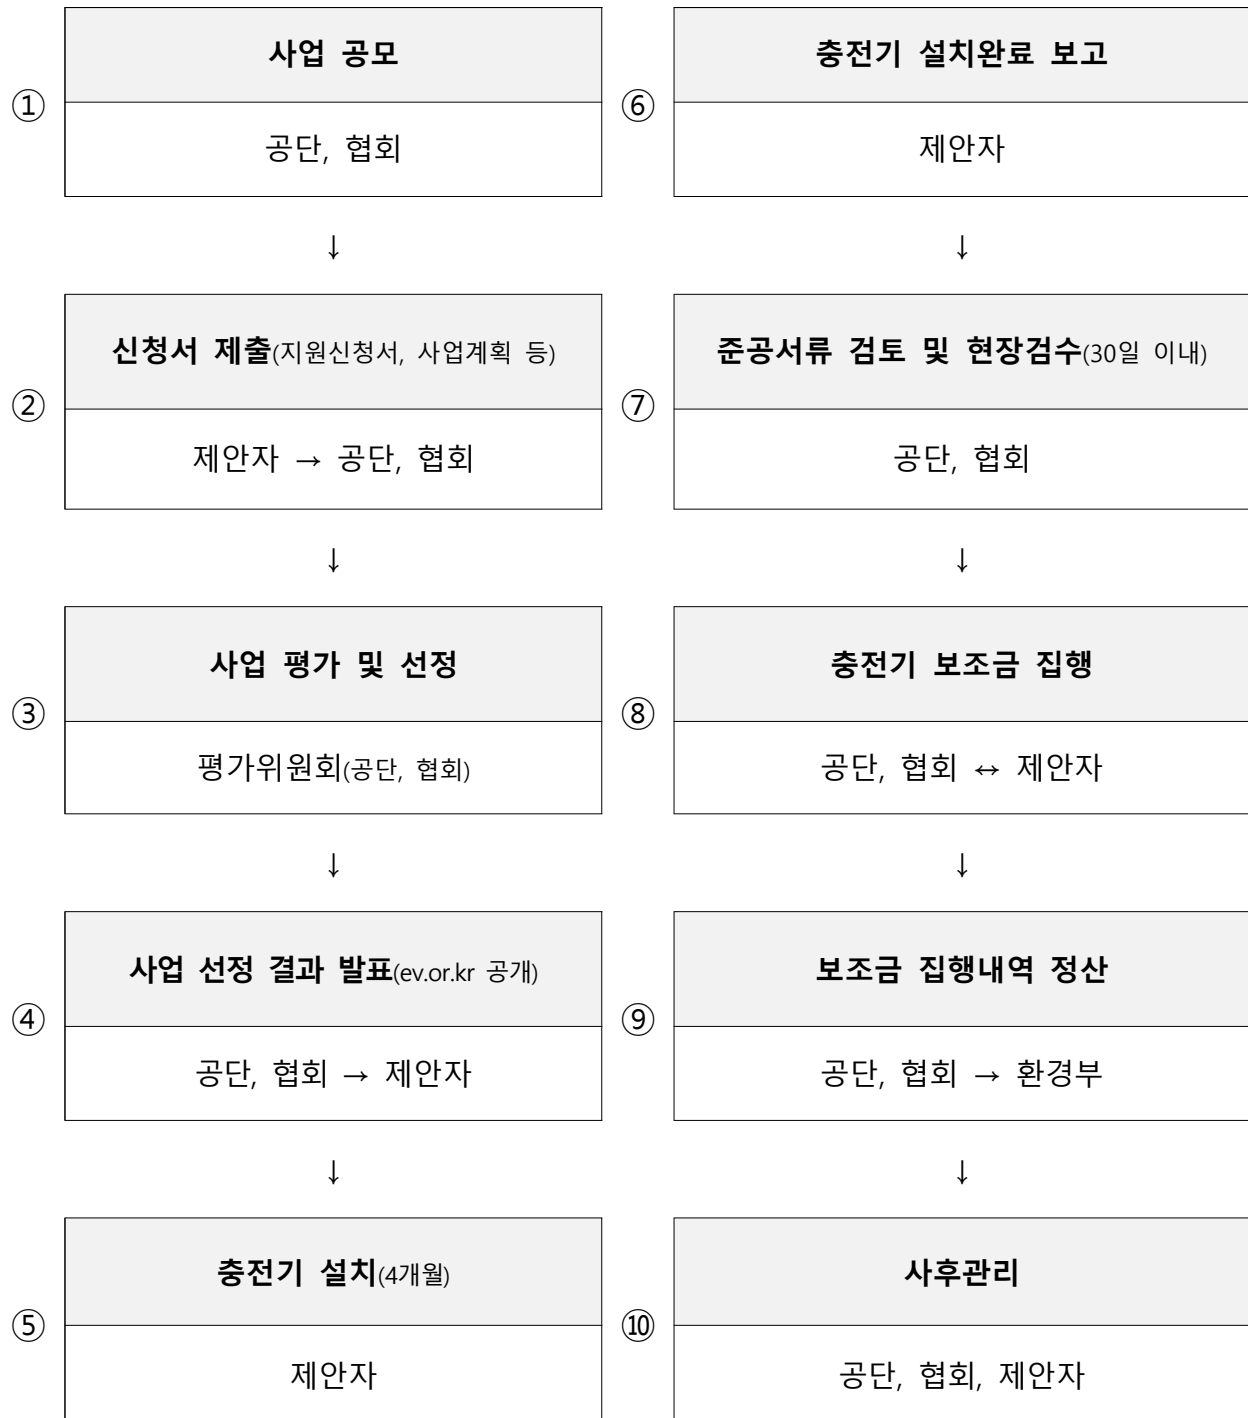 ①
사업 공모
공단, 협회
↓
②
신청서 제출(지원신청서, 사업계획 등)
제안자 → 공단, 협회
↓
③
사업 평가 및 선정
평가위원회(공단, 협회)
↓
④
사업 선정 결과 발표(ev.or.kr 공개)
공단, 협회 → 제안자
↓
⑤
충전기 설치(4개월)
제안자
⑥
충전기 설치완료 보고
제안자
↓
⑦
준공서류 검토 및 현장검수(30일 이내)
공단, 협회
↓
⑧
충전기 보조금 집행
공단, 협회 ↔ 제안자
↓
⑨
보조금 집행내역 정산
공단, 협회 → 환경부
↓
⑩
사후관리
공단, 협회, 제안자